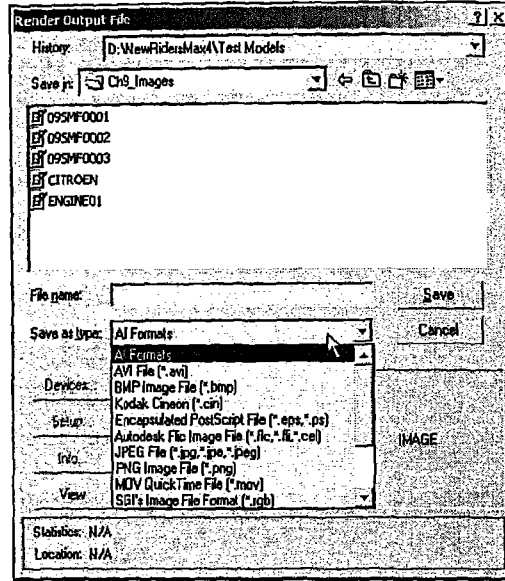 Render Output File
History: D:\NewRidersMax4\Test Models
Save in: Ch9_Images
09SMF0001
09SMF0002
09SMF0003
CITROEN
ENGINE01
File name: Save
Save as type: All Formats Cancel
All Formats
AVI File (*.avi)
BMP Image File (*.bmp)
Kodak Cineon (*.cin)
Encapsulated PostScript File (*.eps,*.ps)
Autodesk Flic Image File (*.flc,*.fli,*.cel)
JPEG File (*.jpg,*.jpe,*.jpeg)
PNG Image File (*.png)
MOV QuickTime File (*.mov)
SGI's Image File Format (*.rgb)
Devices...
Setup...
Info...
View
IMAGE
Statistics: N/A
Location: N/A